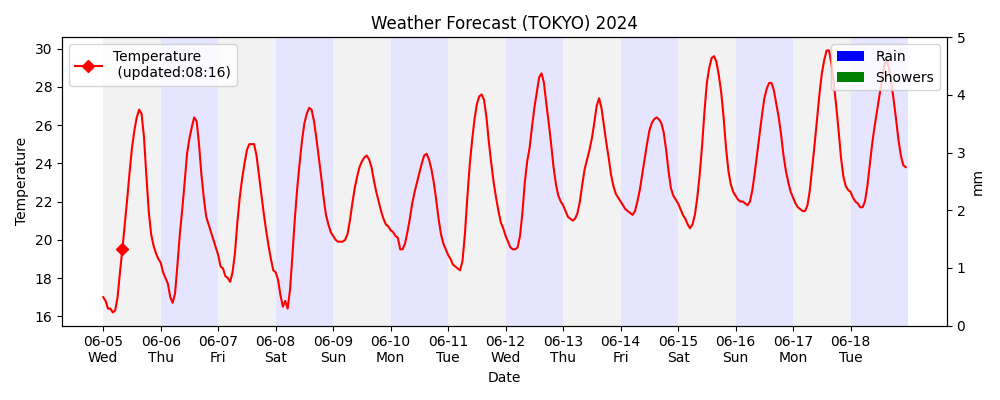 Weather Forecast (TOKYO) 2024
Temperature
(updated:08:16)
Rain
Showers
Temperature
30
28
26
24
22
20
18
16
5
4
3
2
1
0
mm
06-05 06-06 06-07 06-08 06-09 06-10 06-11 06-12 06-13 06-14 06-15 06-16 06-17 06-18
Wed Thu Fri Sat Sun Mon Tue Wed Thu Fri Sat Sun Mon Tue
Date